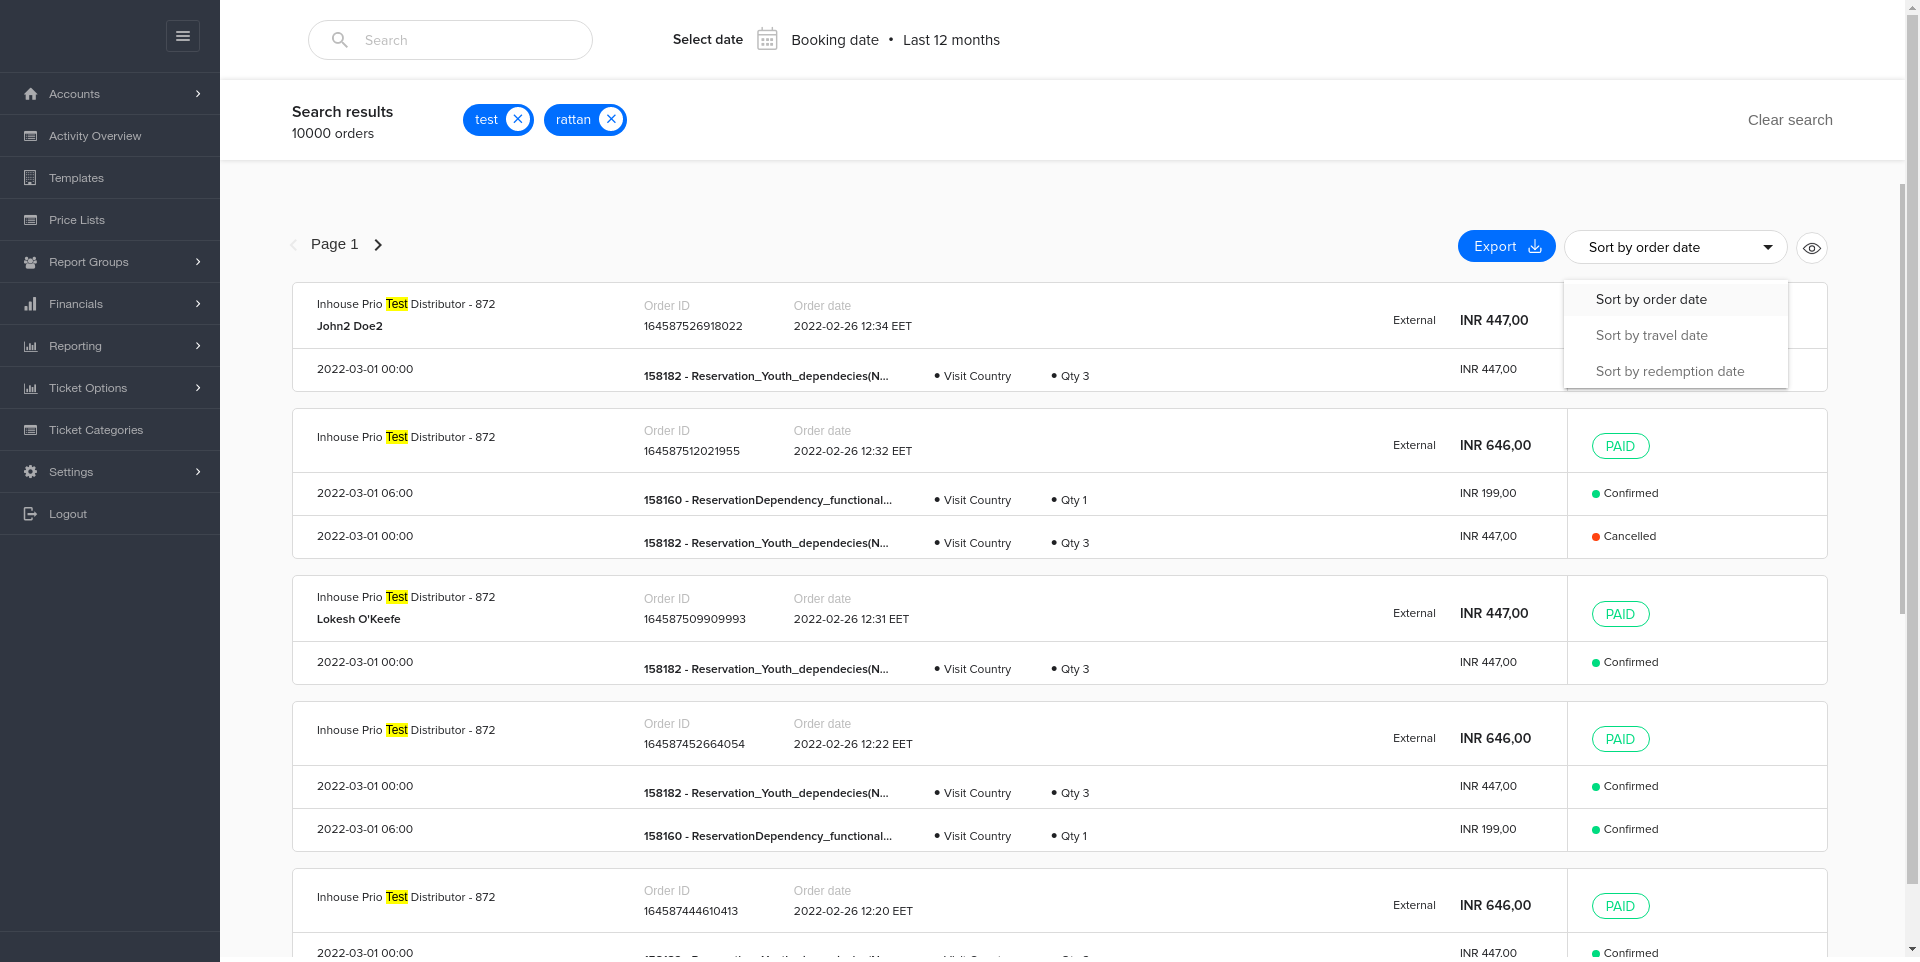 Search
Select date
Booking date • Last 12 months
Accounts
Activity Overview
Templates
Price Lists
Report Groups
Financials
Reporting
Ticket Options
Ticket Categories
Settings
Logout
Search results
10000 orders
test
rattan
Clear search
Page 1
Export
Sort by order date
Sort by order date
Sort by travel date
Sort by redemption date
Inhouse Prio Test Distributor - 872
John2 Doe2
Order ID
164587526918022
Order date
2022-02-26 12:34 EET
External
INR 447,00
2022-03-01 00:00
158182 - Reservation_Youth_dependecies(N...
• Visit Country
• Qty 3
INR 447,00
Inhouse Prio Test Distributor - 872
Order ID
164587512021955
Order date
2022-02-26 12:32 EET
External
INR 646,00
PAID
2022-03-01 06:00
158160 - ReservationDependency_functional...
• Visit Country
• Qty 1
INR 199,00
Confirmed
2022-03-01 00:00
158182 - Reservation_Youth_dependecies(N...
• Visit Country
• Qty 3
INR 447,00
Cancelled
Inhouse Prio Test Distributor - 872
Lokesh O'Keefe
Order ID
164587509909993
Order date
2022-02-26 12:31 EET
External
INR 447,00
PAID
2022-03-01 00:00
158182 - Reservation_Youth_dependecies(N...
• Visit Country
• Qty 3
INR 447,00
Confirmed
Inhouse Prio Test Distributor - 872
Order ID
164587452664054
Order date
2022-02-26 12:22 EET
External
INR 646,00
PAID
2022-03-01 00:00
158182 - Reservation_Youth_dependecies(N...
• Visit Country
• Qty 3
INR 447,00
Confirmed
2022-03-01 06:00
158160 - ReservationDependency_functional...
• Visit Country
• Qty 1
INR 199,00
Confirmed
Inhouse Prio Test Distributor - 872
Order ID
164587444610413
Order date
2022-02-26 12:20 EET
External
INR 646,00
PAID
2022-03-01 00:00
INR 447,00
Confirmed